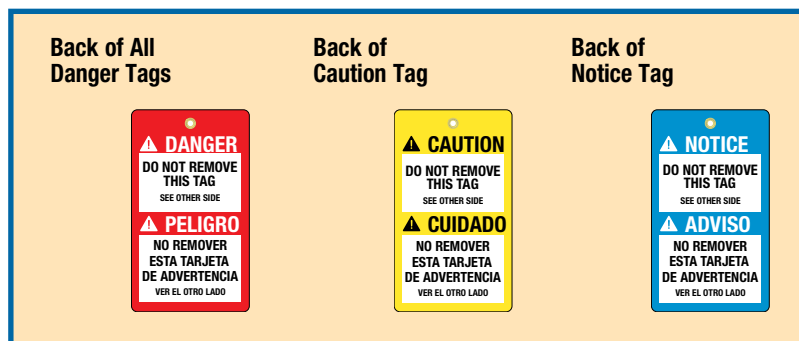 Back of All
Danger Tags
Back of
Caution Tag
Back of
Notice Tag
DANGER
DO NOT REMOVE
THIS TAG
SEE OTHER SIDE
PELIGRO
NO REMOVER
ESTA TARJETA
DE ADVERTENCIA
VER EL OTRO LADO
CAUTION
DO NOT REMOVE
THIS TAG
SEE OTHER SIDE
CUIDADO
NO REMOVER
ESTA TARJETA
DE ADVERTENCIA
VER EL OTRO LADO
NOTICE
DO NOT REMOVE
THIS TAG
SEE OTHER SIDE
ADVISO
NO REMOVER
ESTA TARJETA
DE ADVERTENCIA
VER EL OTRO LADO